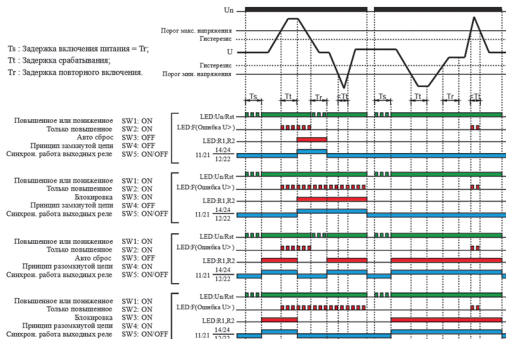 Un
Порог макс. напряжения
Гистерезис
U
Гистерезис
Порог мин. напряжения
Ts : Задержка включения питания = Tr;
Tt : Задержка срабатывания;
Tr : Задержка повторного включения.
Ts Tt Tr <Tt Ts Tt Tr <Tt
Повышенное или пониженное SW1: ON
Только повышенное SW2: ON
Авто сброс SW3: OFF
Принцип замкнутой цепи SW4: OFF
Синхрон. работа выходных реле SW5: ON/OFF
LED:Un/Rst
LED:F(Ошибка U>)
LED:R1,R2
11/21 14/24 12/22
Повышенное или пониженное SW1: ON
Только повышенное SW2: ON
Блокировка SW3: ON
Принцип замкнутой цепи SW4: OFF
Синхрон. работа выходных реле SW5: ON/OFF
LED:Un/Rst
LED:F(Ошибка U>)
LED:R1,R2
11/21 14/24 12/22
Повышенное или пониженное SW1: ON
Только повышенное SW2: ON
Авто сброс SW3: OFF
Принцип разомкнутой цепи SW4: ON
Синхрон. работа выходных реле SW5: ON/OFF
LED:Un/Rst
LED:F(Ошибка U>)
LED:R1,R2
11/21 14/24 12/22
Повышенное или пониженное SW1: ON
Только повышенное SW2: ON
Блокировка SW3: ON
Принцип разомкнутой цепи SW4: ON
Синхрон. работа выходных реле SW5: ON/OFF
LED:Un/Rst
LED:F(Ошибка U>)
LED:R1,R2
11/21 14/24 12/22